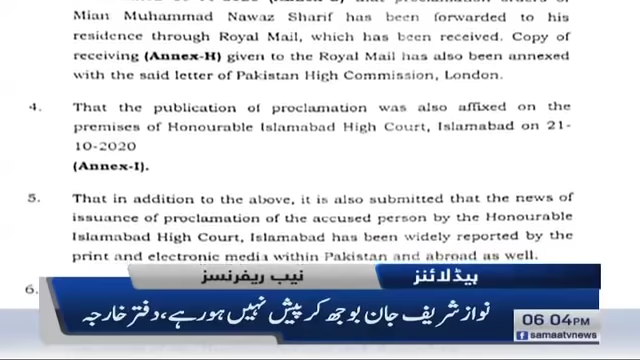 Mian Muhammad Nawaz Sharif has been forwarded to his
residence through Royal Mail, which has been received. Copy of
receiving (Annex-H) given to the Royal Mail has also been annexed
with the said letter of Pakistan High Commission, London.
4. That the publication of proclamation was also affixed on the
premises of Honourable Islamabad High Court, Islamabad on 21-
10-2020
(Annex-I).
5. That in addition to the above, it is also submitted that the news of
issuance of proclamation of the accused person by the Honourable
Islamabad High Court, Islamabad has been widely reported by the
print and electronic media within Pakistan and abroad as well.
6.
ہیڈلائنز
نیب ریفرنسز
نواز شریف جان بوجھ کر پیش نہیں ہو رہے، دفتر خارجہ
06 04PM
samaatvnews